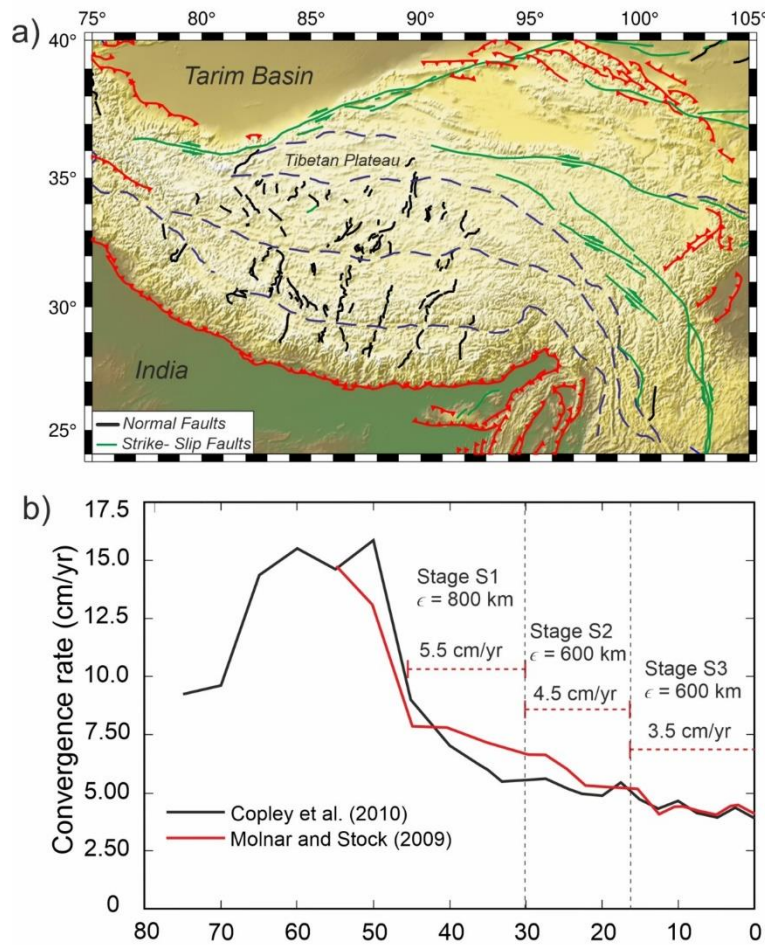 a)
75° 80° 85° 90° 95° 100° 105°
40°
Tarim Basin
Tibetan Plateau
35°
30°
India
Normal Faults
Strike- Slip Faults
25°
b)
17.5
15.0
12.5
10.0
7.50
5.00
2.50
0
Convergence rate (cm/yr)
Stage S1
ϵ = 800 km
5.5 cm/yr
Stage S2
ϵ = 600 km
4.5 cm/yr
Stage S3
ϵ = 600 km
3.5 cm/yr
Copley et al. (2010)
Molnar and Stock (2009)
80 70 60 50 40 30 20 10 0